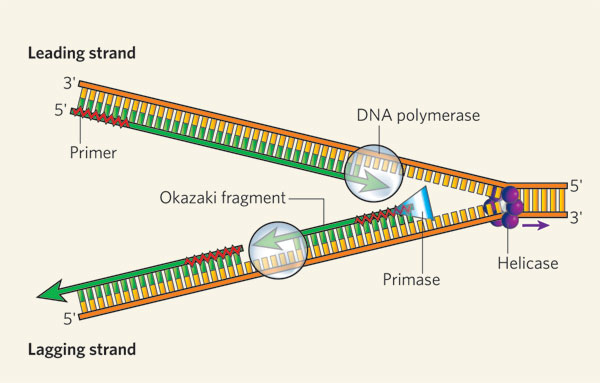 Leading strand
3'
5'
Primer
DNA polymerase
Okazaki fragment
5'
3'
Helicase
Primase
5'
Lagging strand